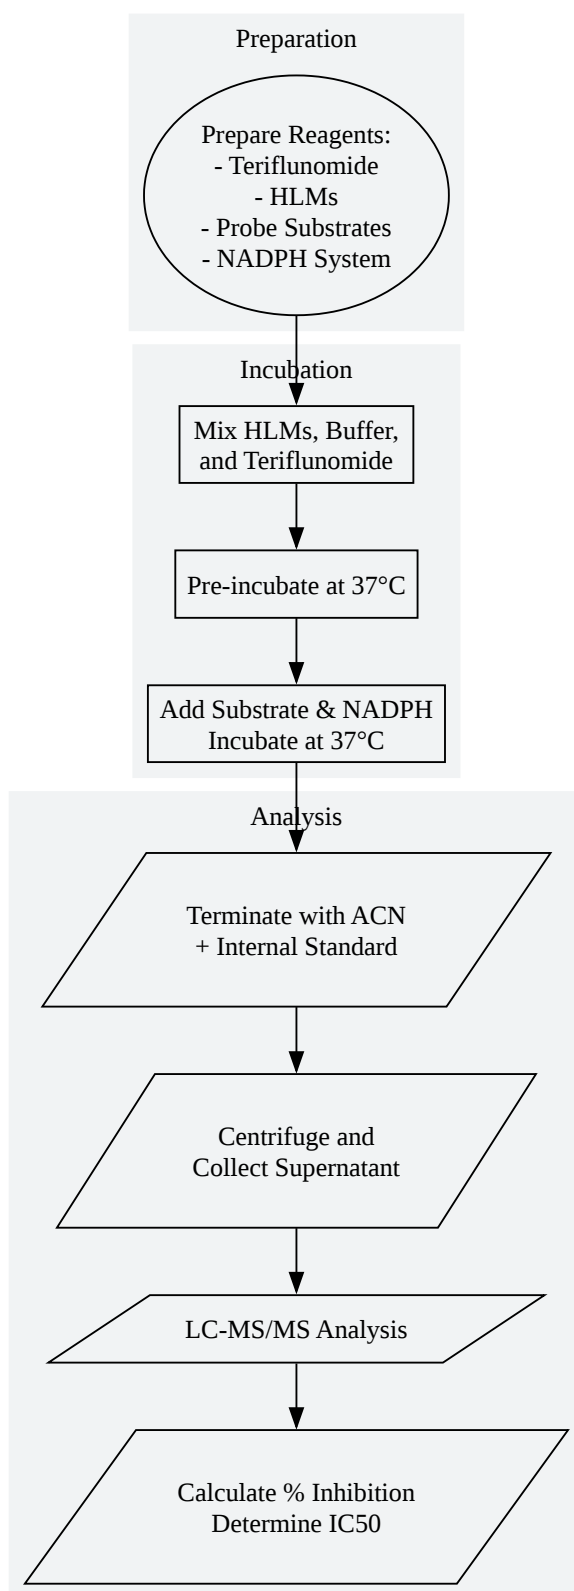 Preparation
Prepare Reagents:
- Teriflunomide
- HLMs
- Probe Substrates
- NADPH System
Incubation
Mix HLMs, Buffer,
and Teriflunomide
Pre-incubate at 37°C
Add Substrate & NADPH
Incubate at 37°C
Analysis
Terminate with ACN
+ Internal Standard
Centrifuge and
Collect Supernatant
LC-MS/MS Analysis
Calculate % Inhibition
Determine IC50